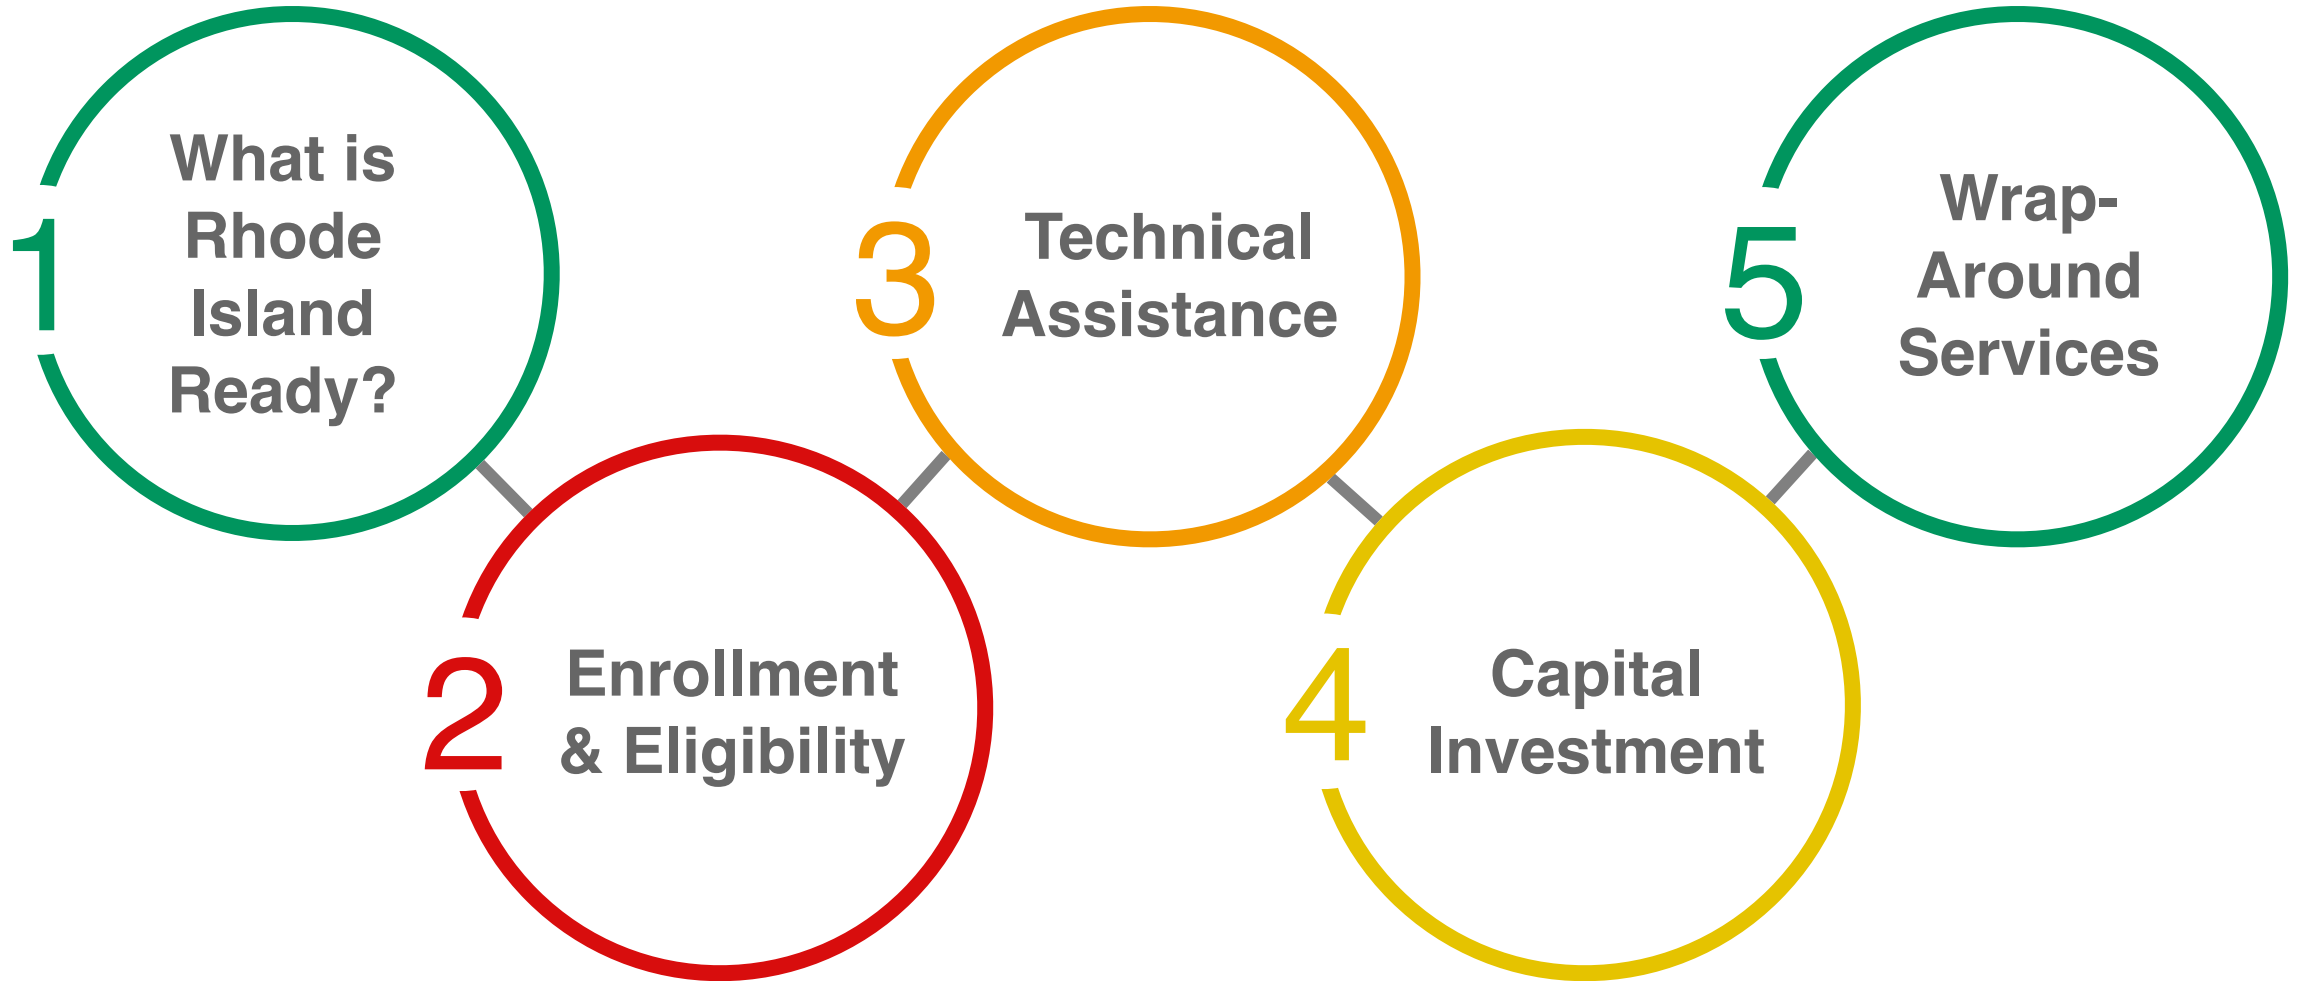 1
What is
Rhode
Island
Ready?
2
Enrollment
& Eligibility
3
Technical
Assistance
4
Capital
Investment
5
Wrap-
Around
Services